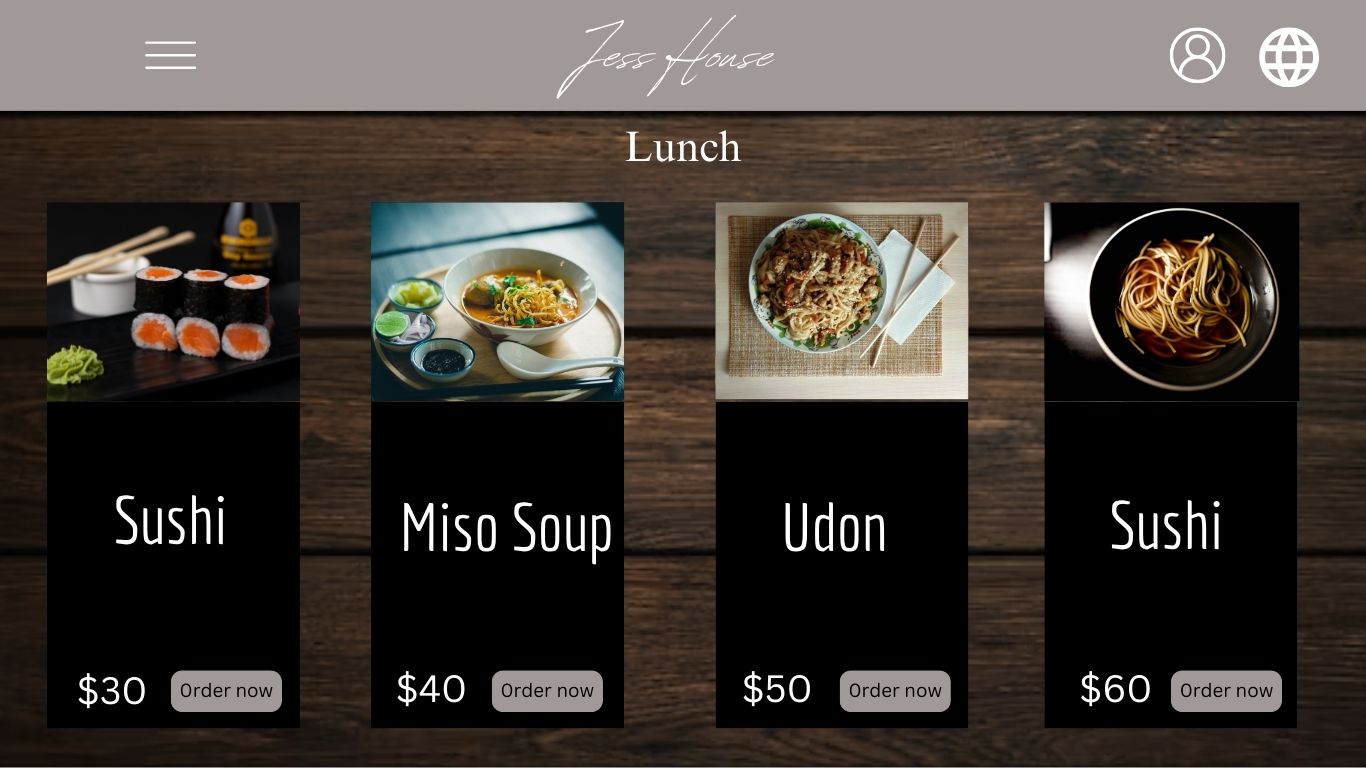 Jess House
Lunch
Sushi
Miso Soup
Udon
Sushi
$30 Order now
$40 Order now
$50 Order now
$60 Order now